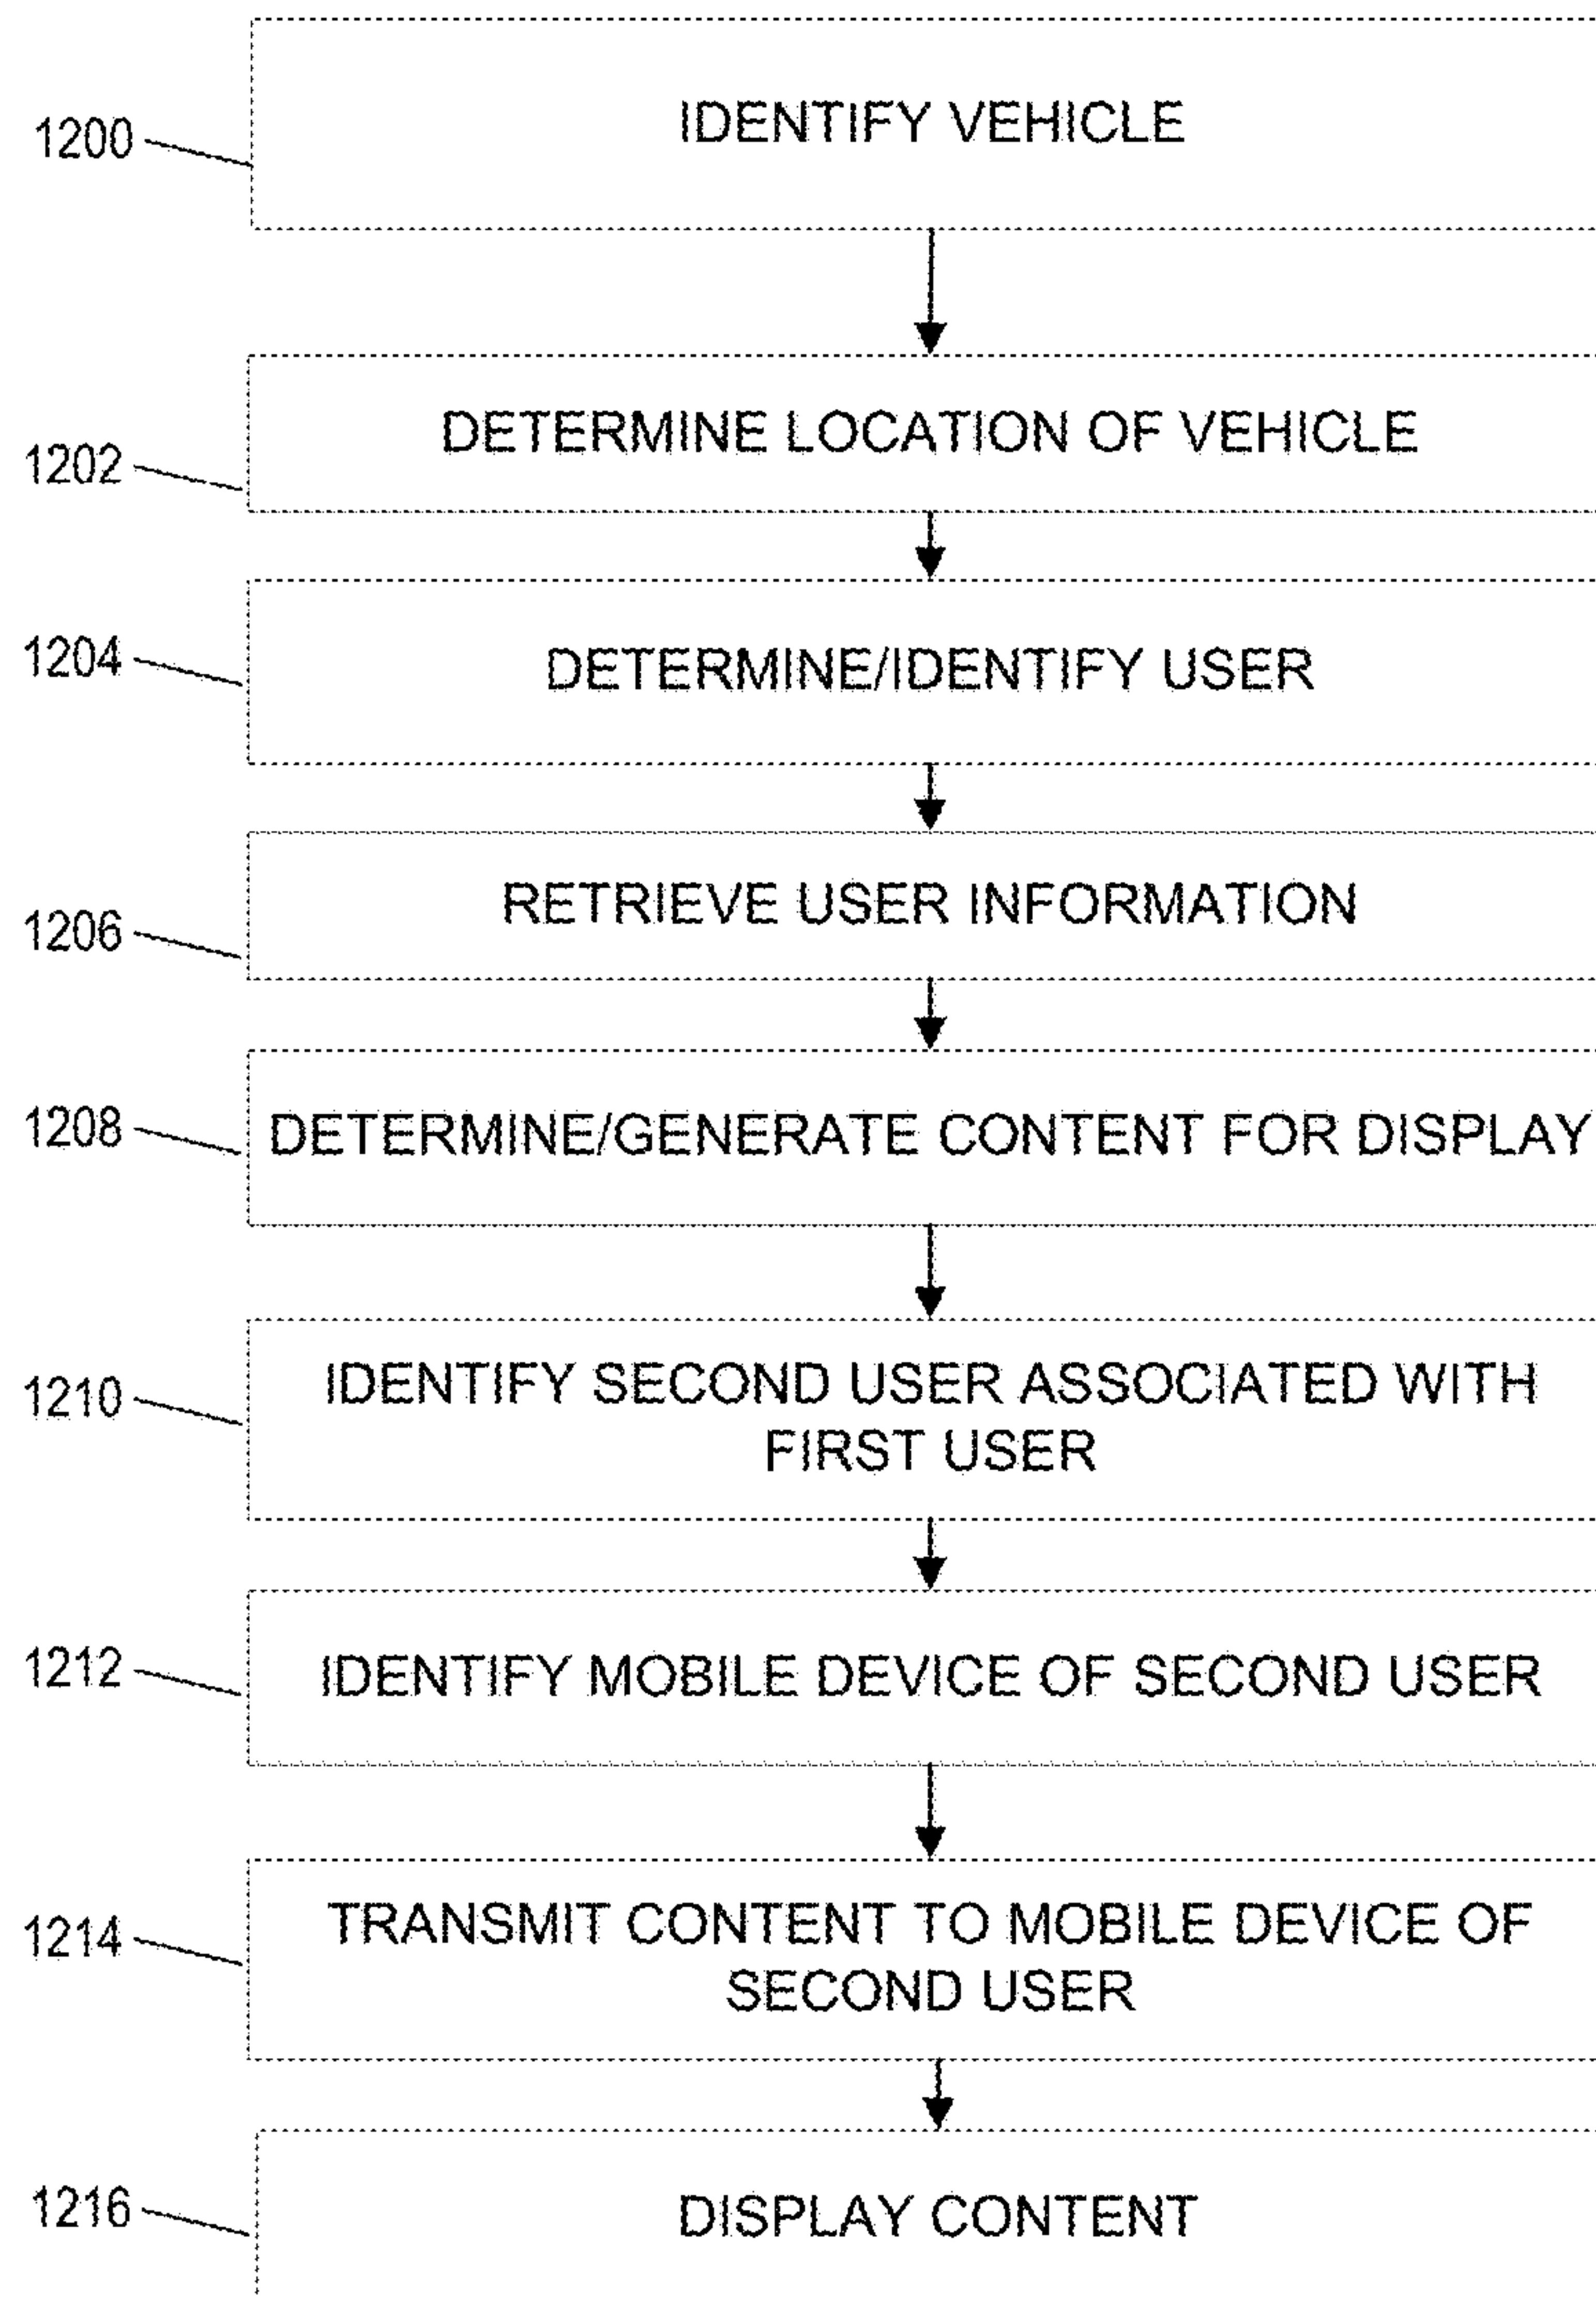 IDENTIFY VEHICLE
1200
DETERMINE LOCATION OF VEHICLE
1202
DETERMINE/IDENTIFY USER
1204
RETRIEVE USER INFORMATION
1206
DETERMINE/GENERATE CONTENT FOR DISPLAY
1208
IDENTIFY SECOND USER ASSOCIATED WITH
FIRST USER
1210
IDENTIFY MOBILE DEVICE OF SECOND USER
1212
TRANSMIT CONTENT TO MOBILE DEVICE OF
SECOND USER
1214
DISPLAY CONTENT
1216